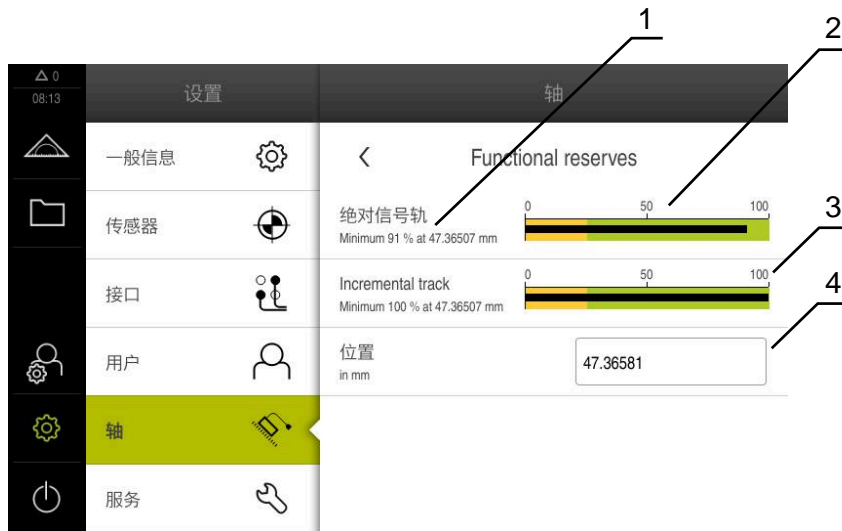 1
2
△ 0
08:13
设置
轴
一般信息
Functional reserves
绝对信号轨
Minimum 91 % at 47.36507 mm
0 50 100
传感器
3
Incremental track
Minimum 100 % at 47.36507 mm
0 50 100
接口
4
位置
in mm
47.36581
用户
轴
服务